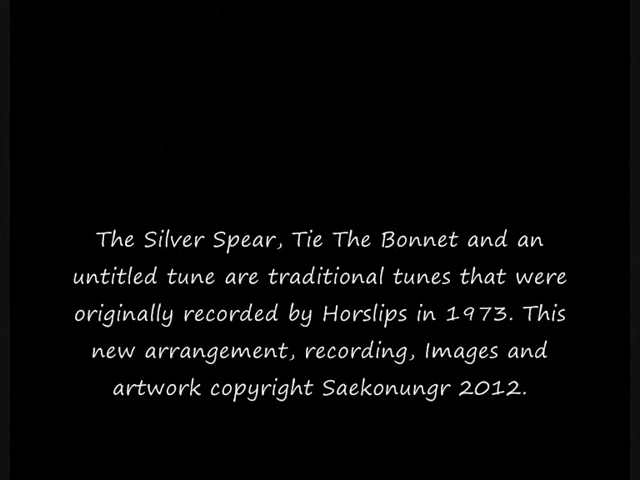 The Silver Spear, Tie The Bonnet and an
untitled tune are traditional tunes that were
originally recorded by Horslips in 1973. This
new arrangement, recording, Images and
artwork copyright Saekonungr 2012.